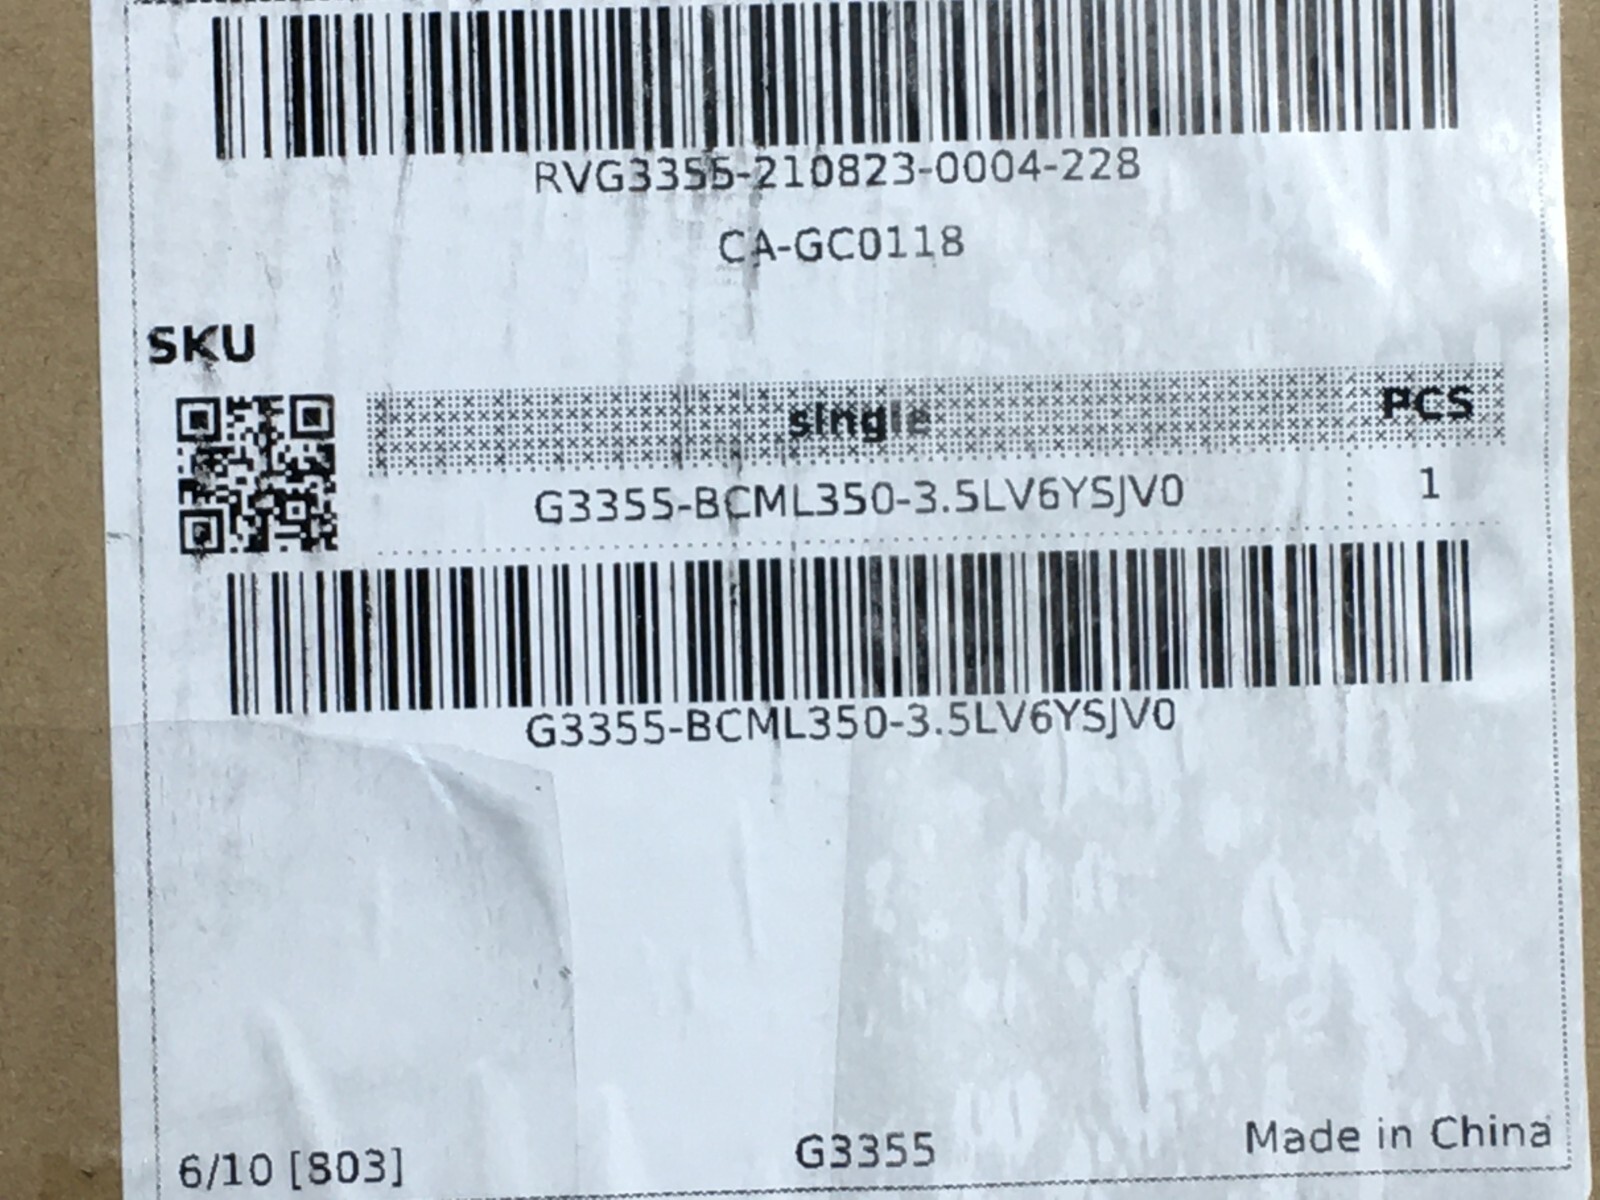 RVG3355-210823-0004-228
CA-GC0118
SKU
single PCS
G3355-BCML350-3.5LV6YSJV0 1
G3355-BCML350-3.5LV6YSJV0
6/10 [803] G3355 Made in China